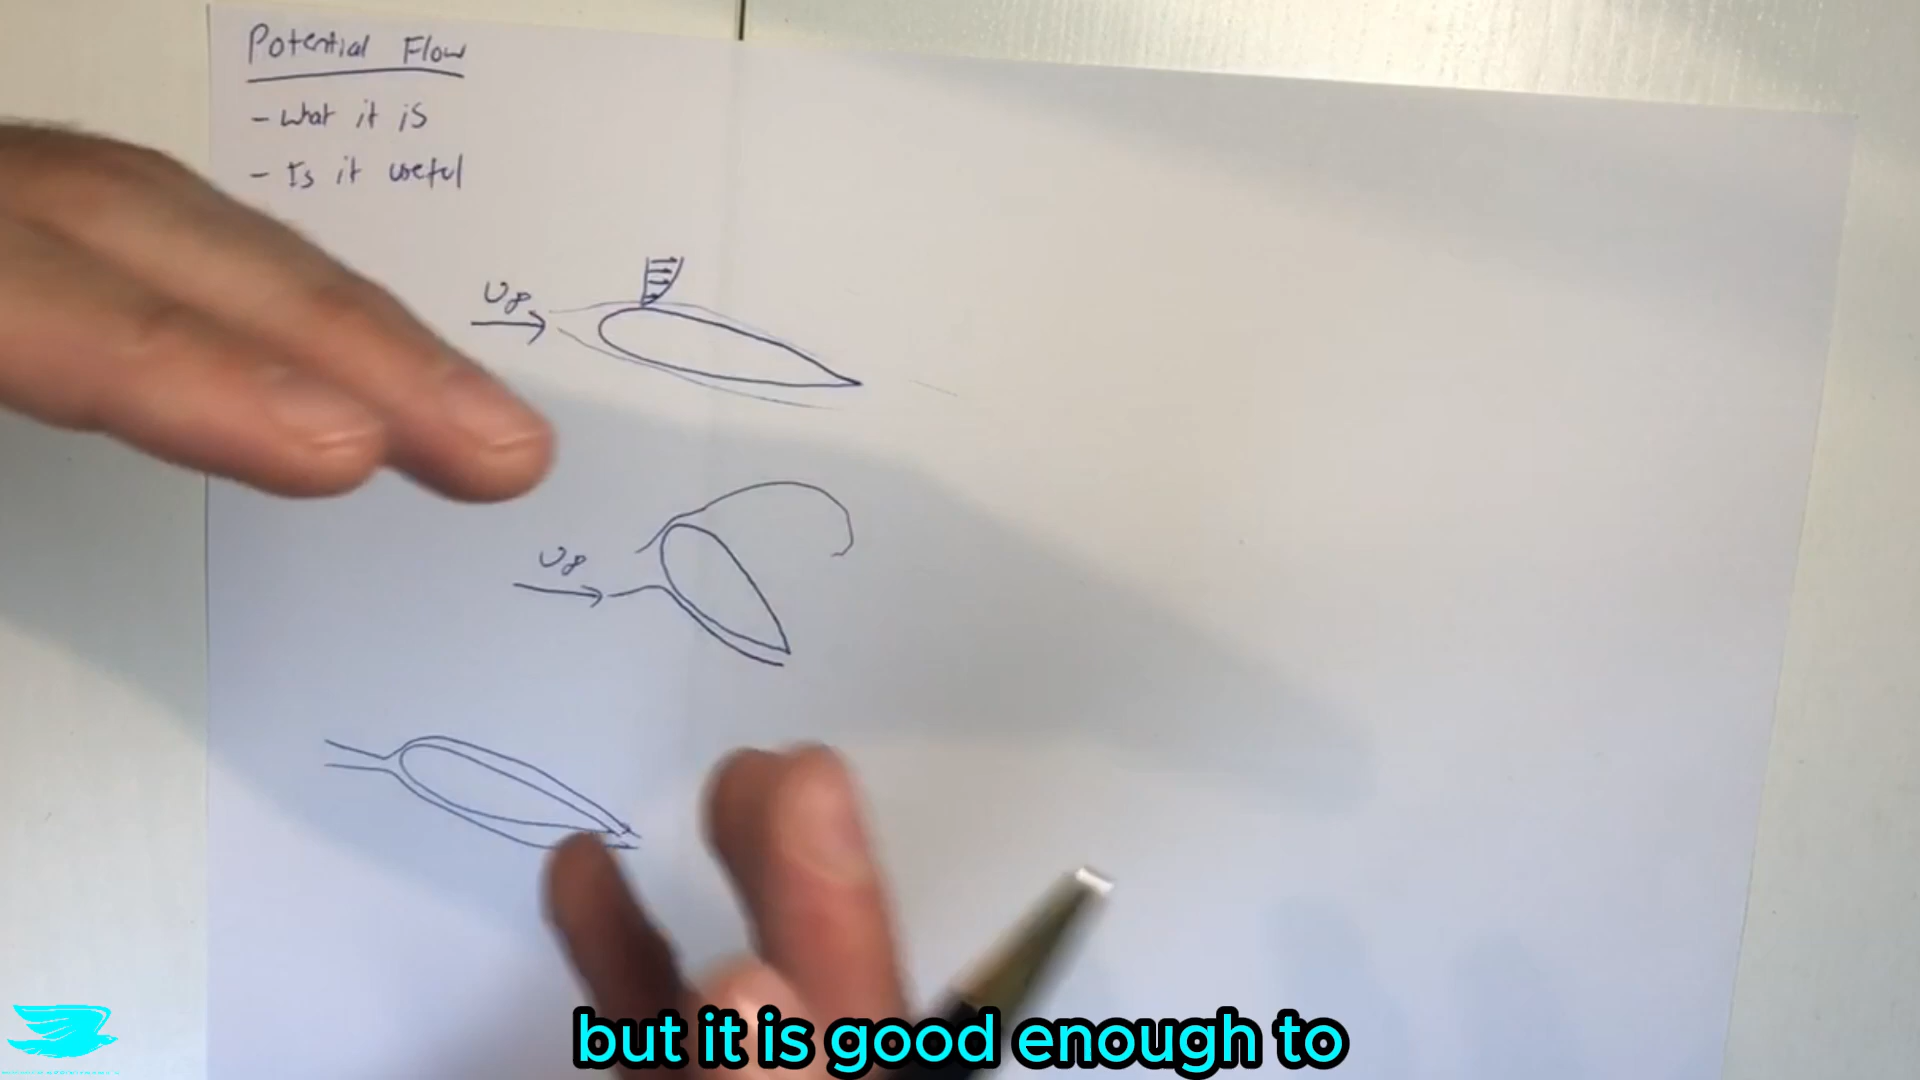 Potential Flow
- What it is
- Is it useful
U∞
U∞
but it is good enough to